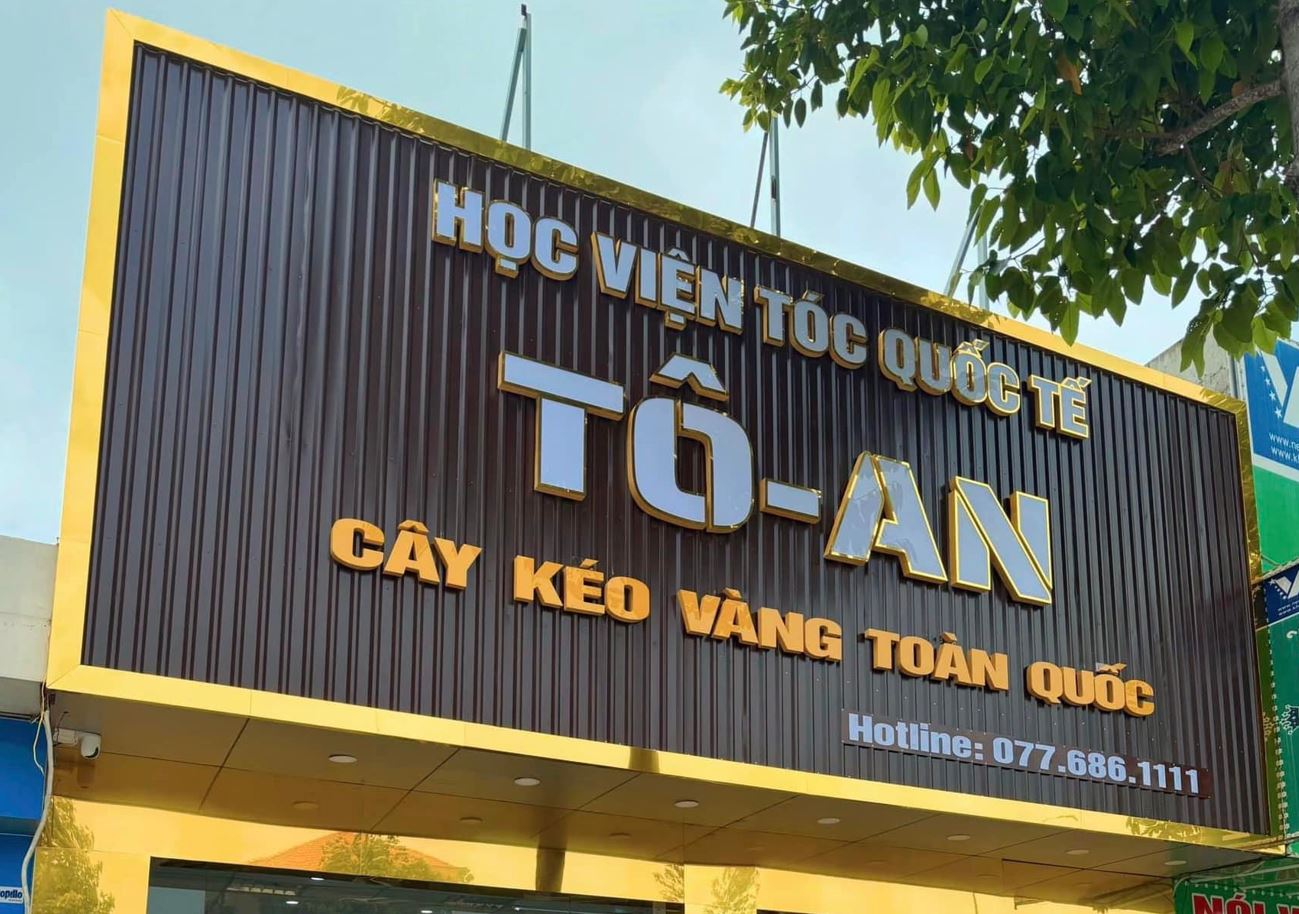 HỌC VIỆN TÓC QUỐC TẾ
TÔ-AN
CÂY KÉO VÀNG TOÀN QUỐC
Hotline: 077.686.1111